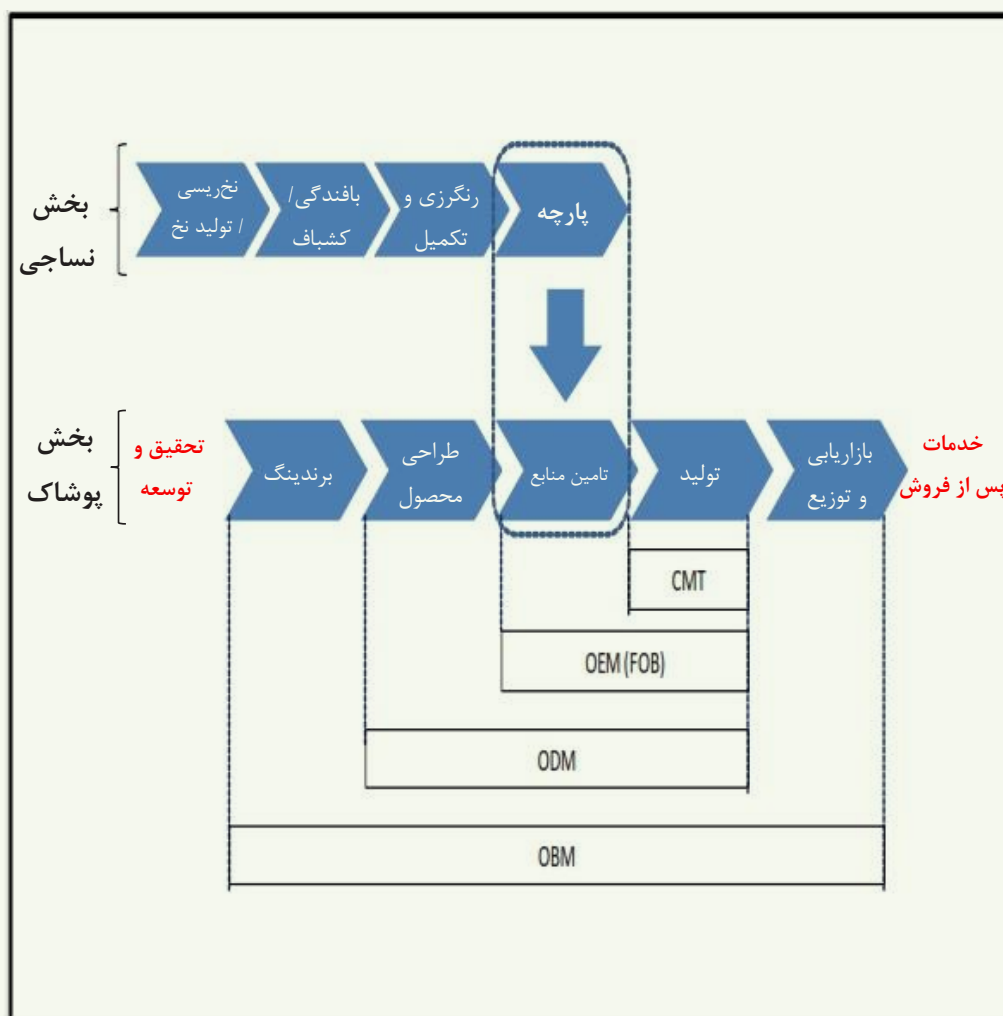 بخش
نساجی
نخ‌ریسی
/ تولید نخ
بافندگی/
کشباف
رنگرزی و
تکمیل
پارچه
بخش
پوشاک
تحقیق و
توسعه
برندینگ
طراحی
محصول
تامین منابع
تولید
بازاریابی
و توزیع
خدمات
پس از فروش
CMT
OEM (FOB)
ODM
OBM